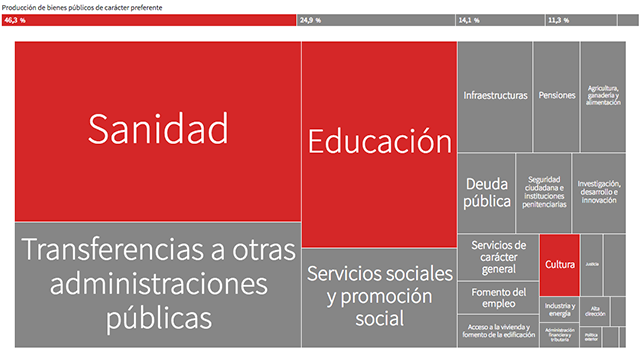 Producción de bienes públicos de carácter preferente
46,3 %
24,9 %
14,1 %
11,3 %
Sanidad
Educación
Infraestructuras
Pensiones
Agricultura,
ganadería y
alimentación
Deuda
pública
Seguridad
ciudadana e
instituciones
penitenciarias
Investigación,
desarrollo e
innovación
Transferencias a otras
administraciones
públicas
Servicios sociales
y promoción
social
Servicios de
carácter
general
Cultura
Justicia
Fomento del
empleo
Industria y
energía
Alta
dirección
Acceso a la vivienda y
fomento de la edificación
Administración
financiera y
tributaria
Política
exterior